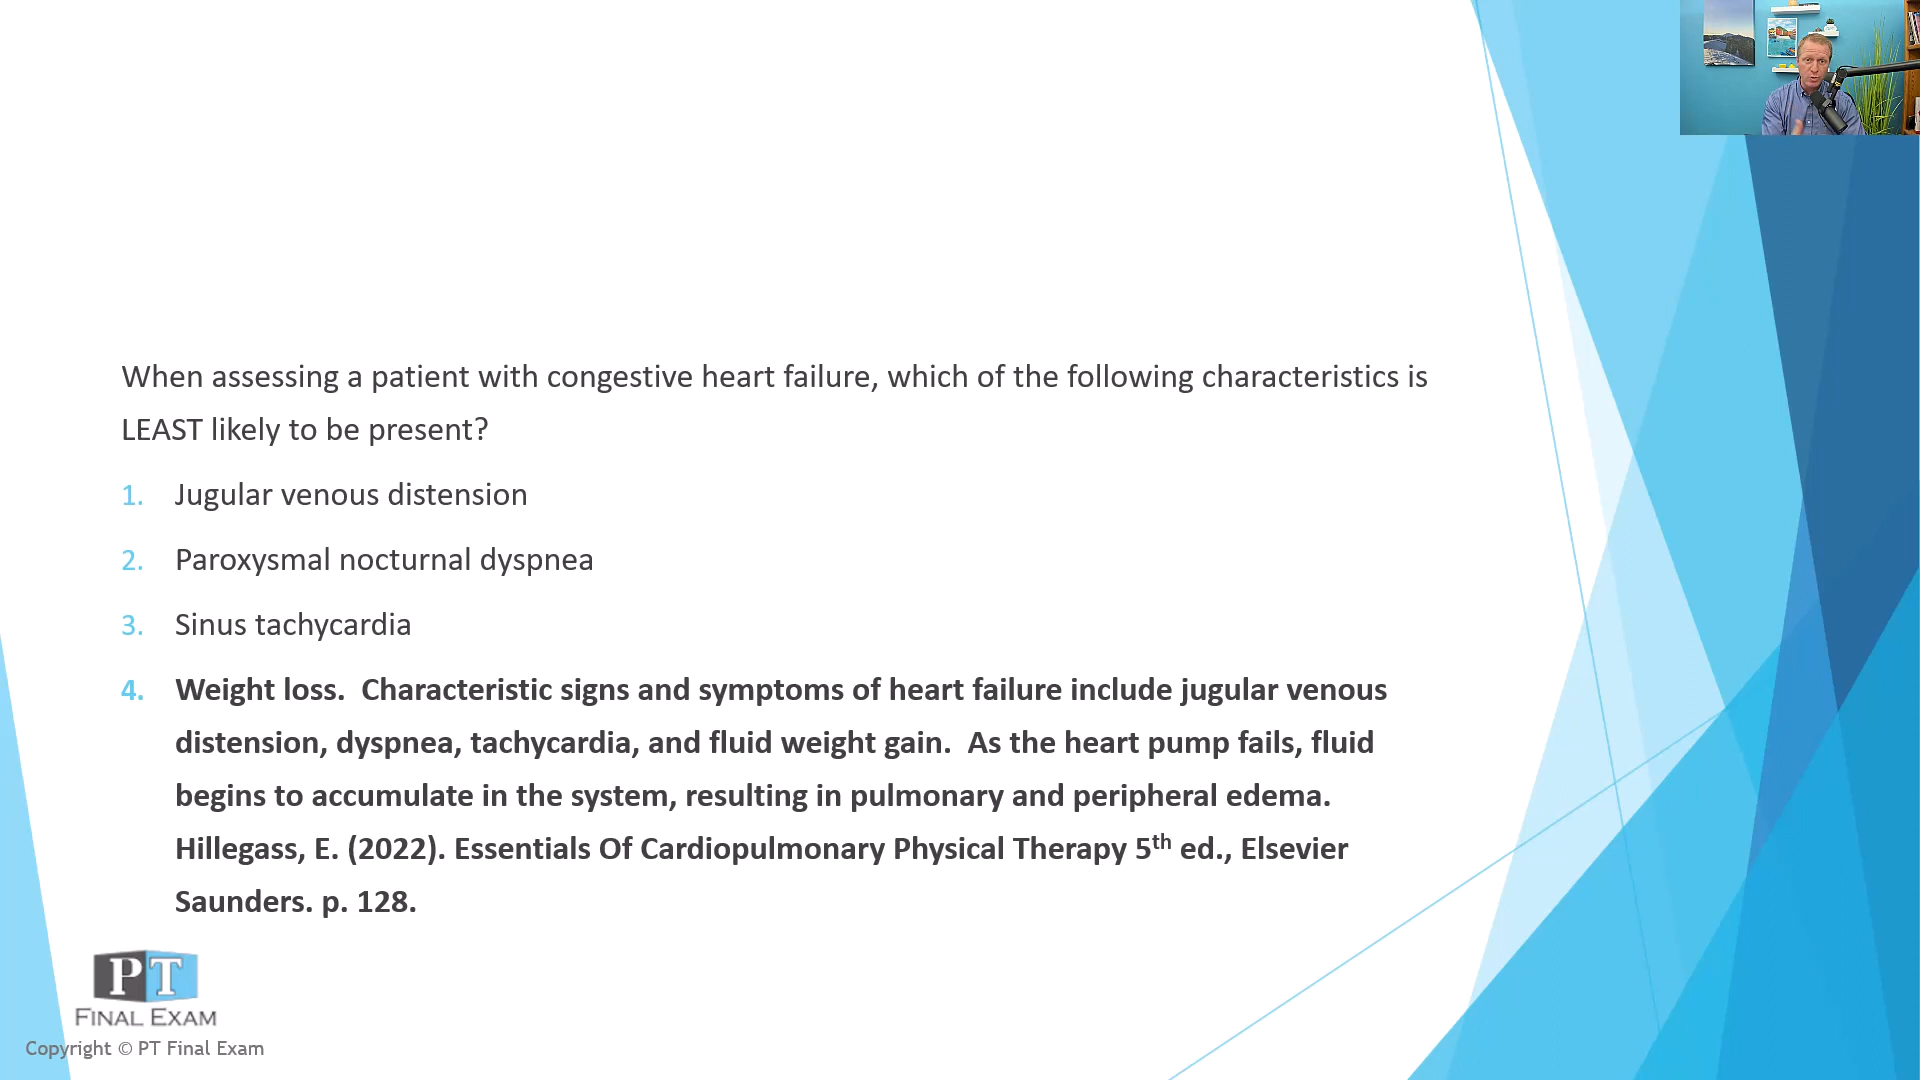 When assessing a patient with congestive heart failure, which of the following characteristics is
LEAST likely to be present?
1. Jugular venous distension
2. Paroxysmal nocturnal dyspnea
3. Sinus tachycardia
4. Weight loss.  Characteristic signs and symptoms of heart failure include jugular venous
distension, dyspnea, tachycardia, and fluid weight gain.  As the heart pump fails, fluid
begins to accumulate in the system, resulting in pulmonary and peripheral edema.
Hillegass, E. (2022). Essentials Of Cardiopulmonary Physical Therapy 5th ed., Elsevier
Saunders. p. 128.
PT
FINAL EXAM
Copyright © PT Final Exam